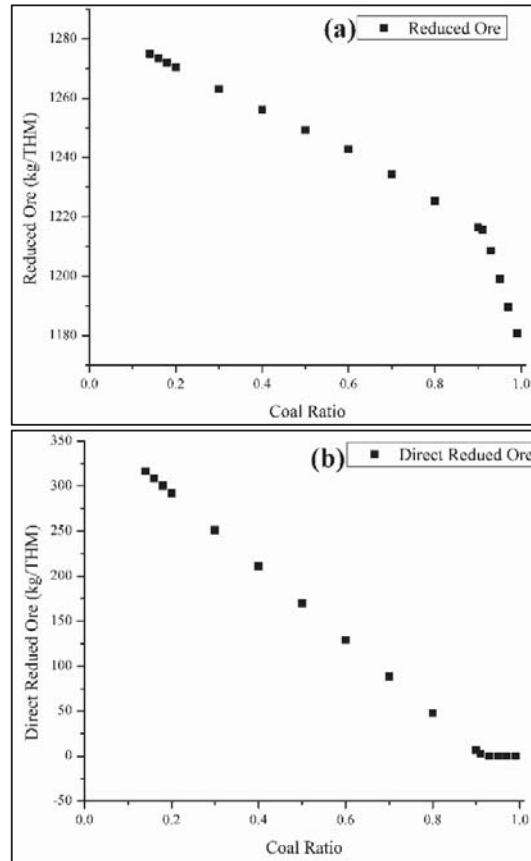 (a)
Reduced Ore
1280
1260
1240
1220
1200
1180
Reduced Ore (kg/THM)
0.0 0.2 0.4 0.6 0.8 1.0
Coal Ratio
(b)
Direct Redued Ore
350
300
250
200
150
100
50
0
-50
Direct Redued Ore (kg/THM)
0.0 0.2 0.4 0.6 0.8 1.0
Coal Ratio